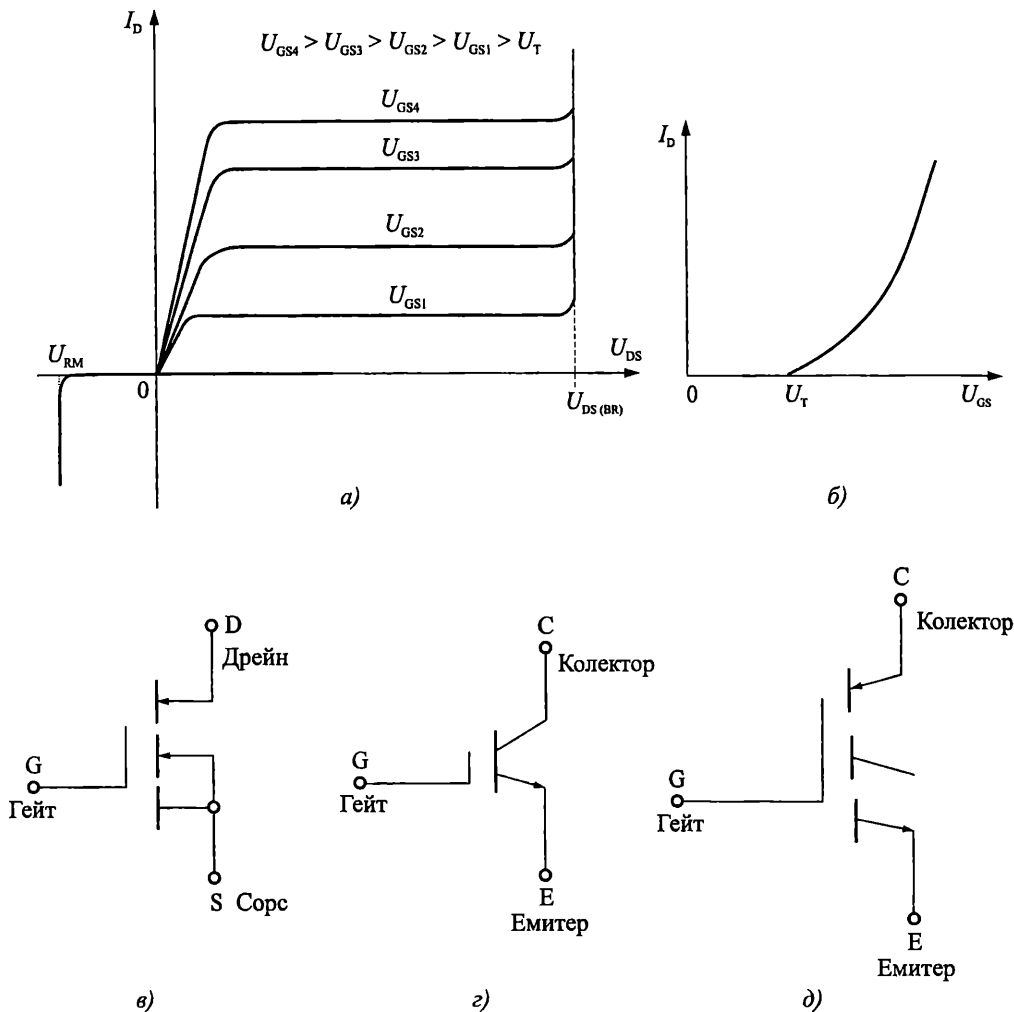 I_D
U_GS4 > U_GS3 > U_GS2 > U_GS1 > U_T
U_GS4
U_GS3
U_GS2
U_GS1
U_RM
U_DS
0
U_DS (BR)
а)
I_D
0
U_T
U_GS
б)
D
Дрейн
G
Гейт
S Сорс
в)
C
Колектор
G
Гейт
E
Емитер
г)
C
Колектор
G
Гейт
E
Емитер
д)